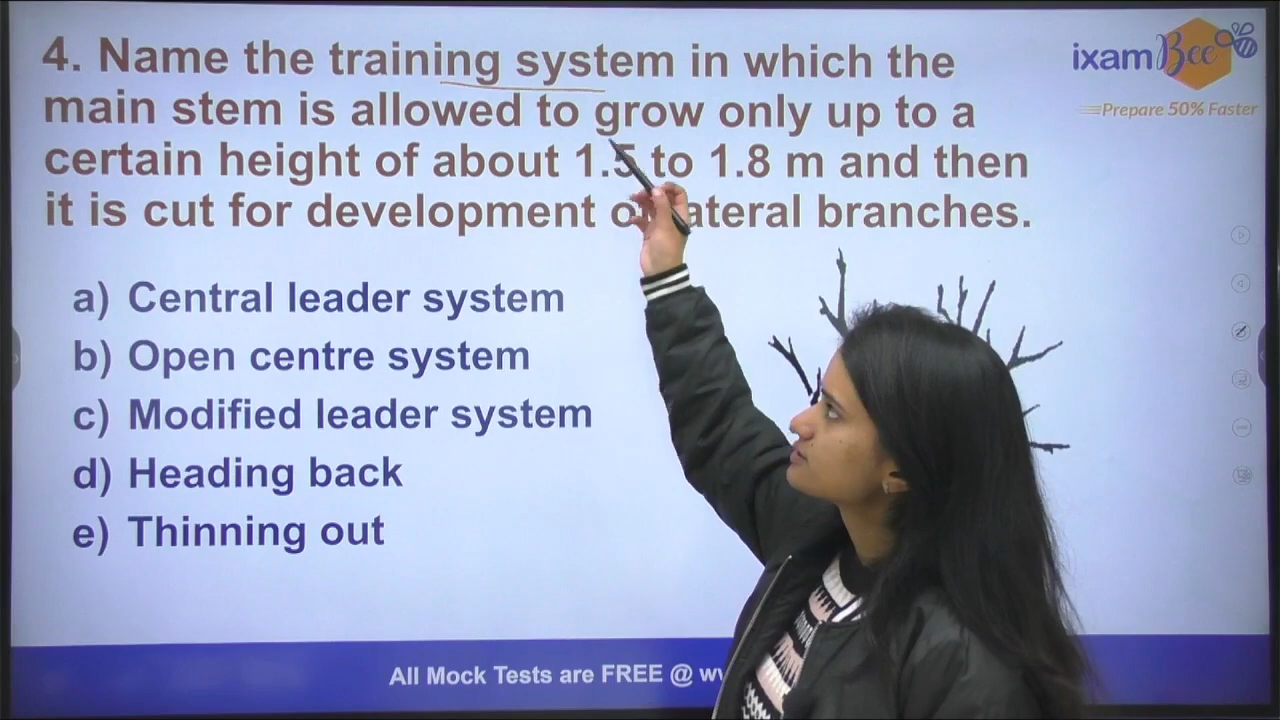 4. Name the training system in which the
main stem is allowed to grow only up to a
certain height of about 1.5 to 1.8 m and then
it is cut for development of lateral branches.
a) Central leader system
b) Open centre system
c) Modified leader system
d) Heading back
e) Thinning out
ixamBee
Prepare 50% Faster
All Mock Tests are FREE @